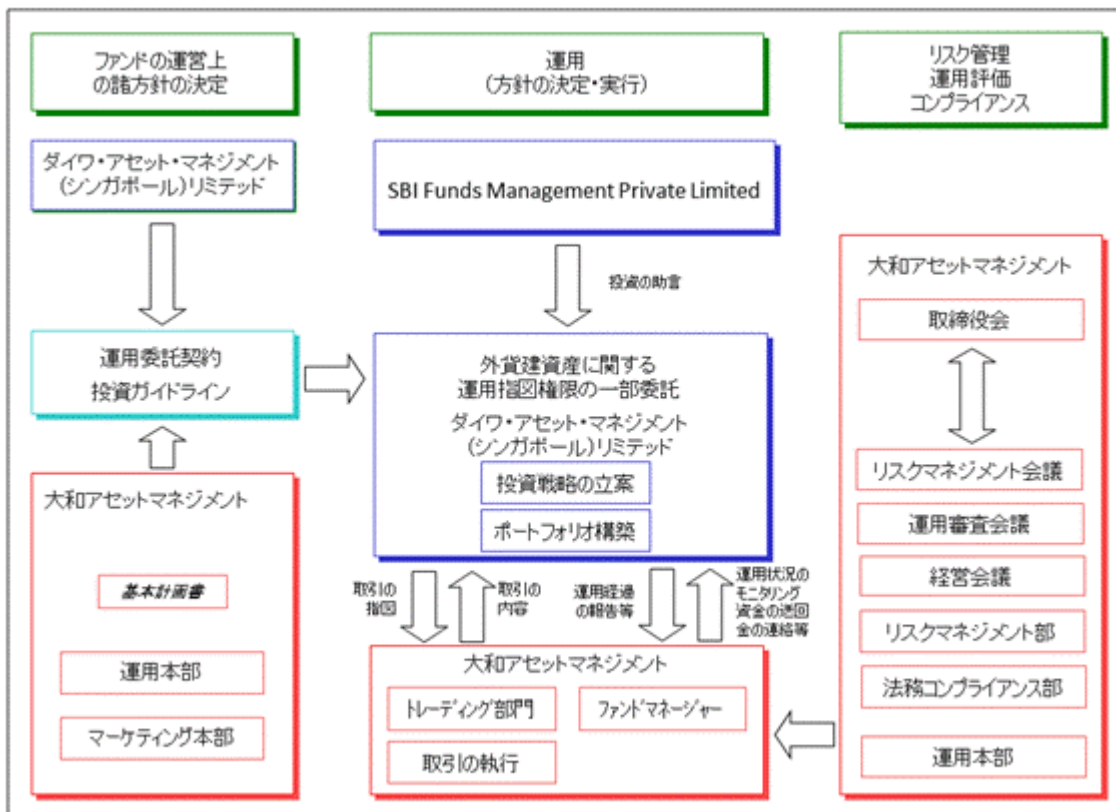 ファンドの運営上
の諸方針の決定
運用
(方針の決定・実行)
リスク管理
運用評価
コンプライアンス
ダイワ・アセット・マネジメント
(シンガポール)リミテッド
SBI Funds Management Private Limited
投資の助言
運用委託契約
投資ガイドライン
外貨建資産に関する
運用指図権限の一部委託
ダイワ・アセット・マネジメント
(シンガポール)リミテッド
投資戦略の立案
ポートフォリオ構築
大和アセットマネジメント
基本計画書
運用本部
マーケティング本部
取引の
指図
取引の
内容
運用経過
の報告等
運用状況の
モニタリング
資金の送回
金の連絡等
大和アセットマネジメント
トレーディング部門
ファンドマネージャー
取引の執行
大和アセットマネジメント
取締役会
リスクマネジメント会議
運用審査会議
経営会議
リスクマネジメント部
法務コンプライアンス部
運用本部